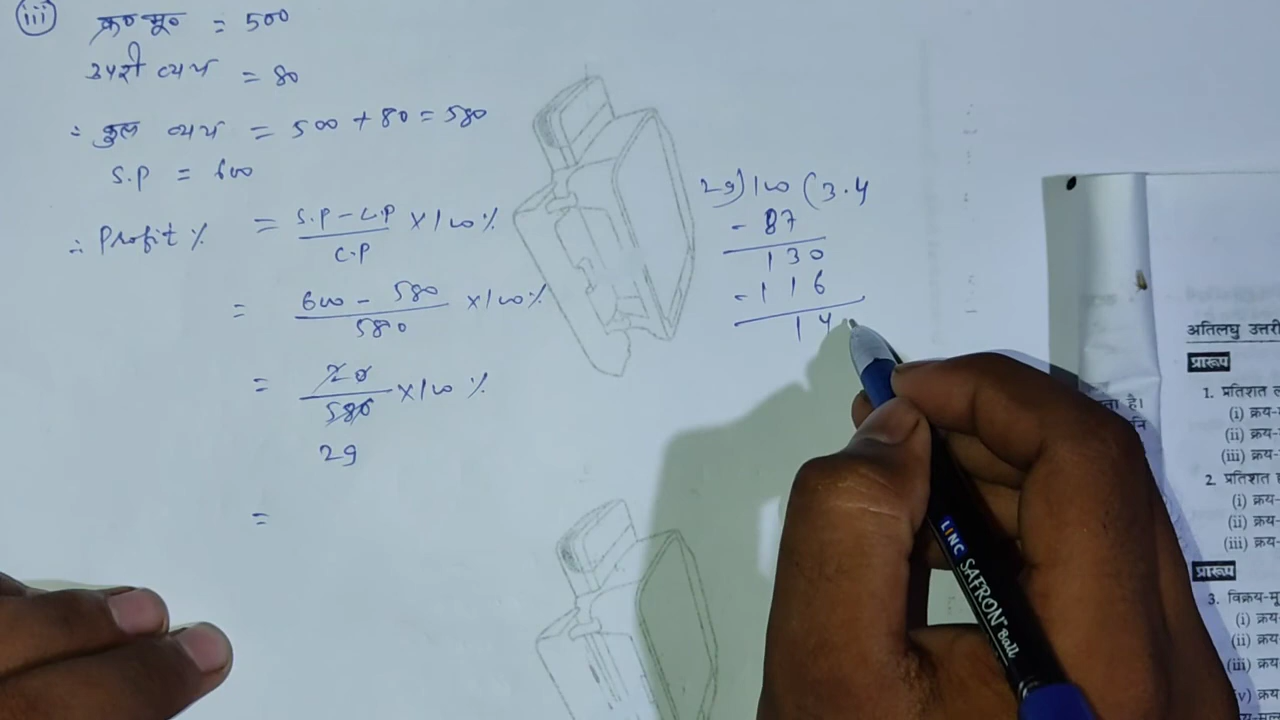 iii क्र० मू० = 500
उपरी व्यय = 80
∴ कुल व्यय = 500 + 80 = 580
S.P = 600
∴ Profit % = S.P - C.P / C.P × 100 %
= 600 - 580 / 580 × 100 %
= 20 / 580 × 100 %
29
=
29)100(3.4
- 87
130
- 116
14
LINC SAFRON Ball
अतिलघु
प्रारूप
1. प्रतिशत
(i) क्रय-
(ii) क्रय-
(iii) क्रय-
2. प्रतिशत
(i) क्रय-
(ii) क्रय-
(iii) क्रय-
प्रारूप
3. विक्रय-मू
(i) क्रय-
(ii) क्रय-
(iii) क्रय
क्रय-